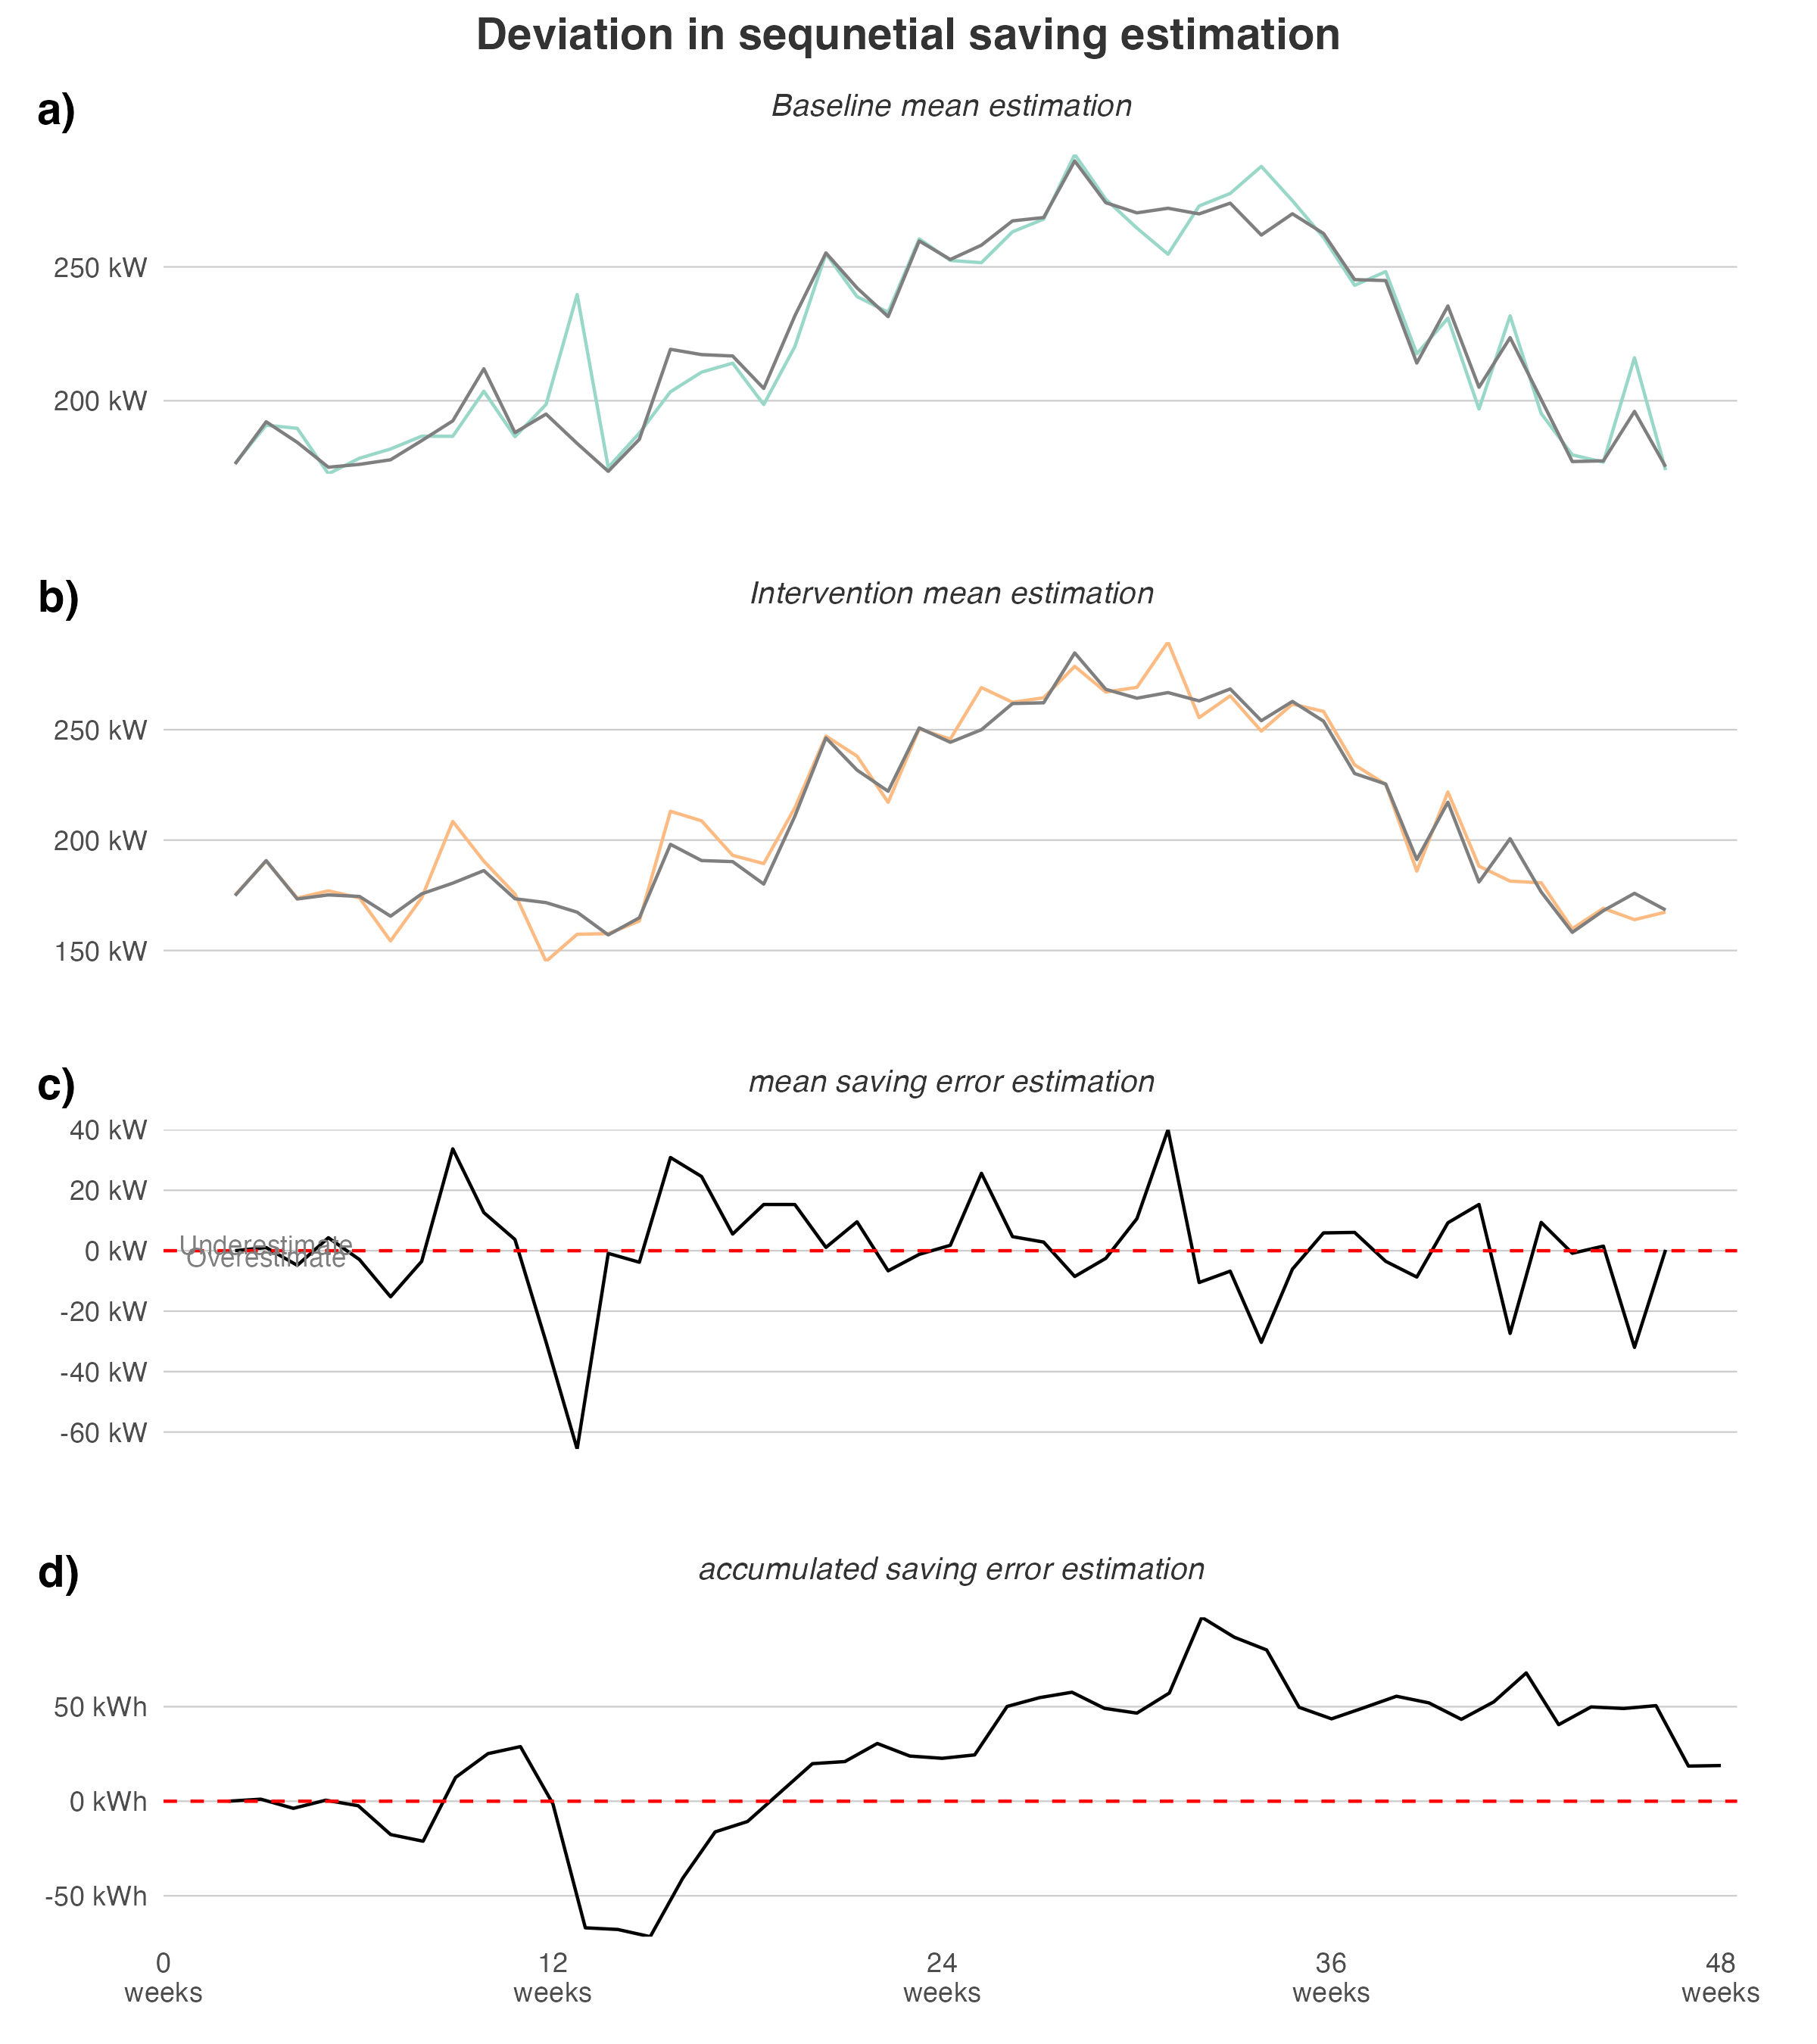 Deviation in sequnetial saving estimation
a)
Baseline mean estimation
250 kW
200 kW
b)
Intervention mean estimation
250 kW
200 kW
150 kW
c)
mean saving error estimation
40 kW
20 kW
Underestimate
0 kW
Overestimate
-20 kW
-40 kW
-60 kW
d)
accumulated saving error estimation
50 kWh
0 kWh
-50 kWh
0 12 24 36 48
weeks weeks weeks weeks weeks